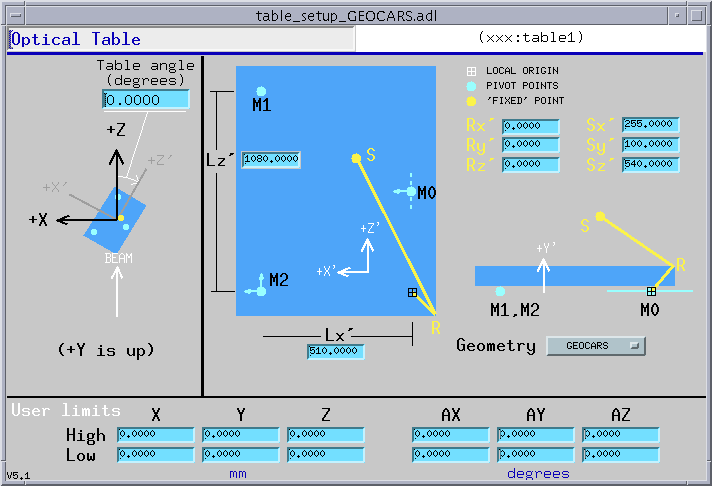 table_setup_GEOCARS.adl
Optical Table
(xxx:table1)
Table angle
(degrees)
0.0000
+Z
+Z'
+X'
+X
BEAM
(+Y is up)
M1
Lz´
1080.0000
S
M0
+Z'
+X'
M2
R
Lx´
510.0000
LOCAL ORIGIN
PIVOT POINTS
'FIXED' POINT
Rx´ 0.0000 Sx´ 255.0000
Ry´ 0.0000 Sy´ 100.0000
Rz´ 0.0000 Sz´ 540.0000
S
+Y'
R
M1,M2 M0
Geometry GEOCARS
User limits
X Y Z AX AY AZ
High 0.0000 0.0000 0.0000 0.0000 0.0000 0.0000
Low 0.0000 0.0000 0.0000 0.0000 0.0000 0.0000
V5.1 mm degrees